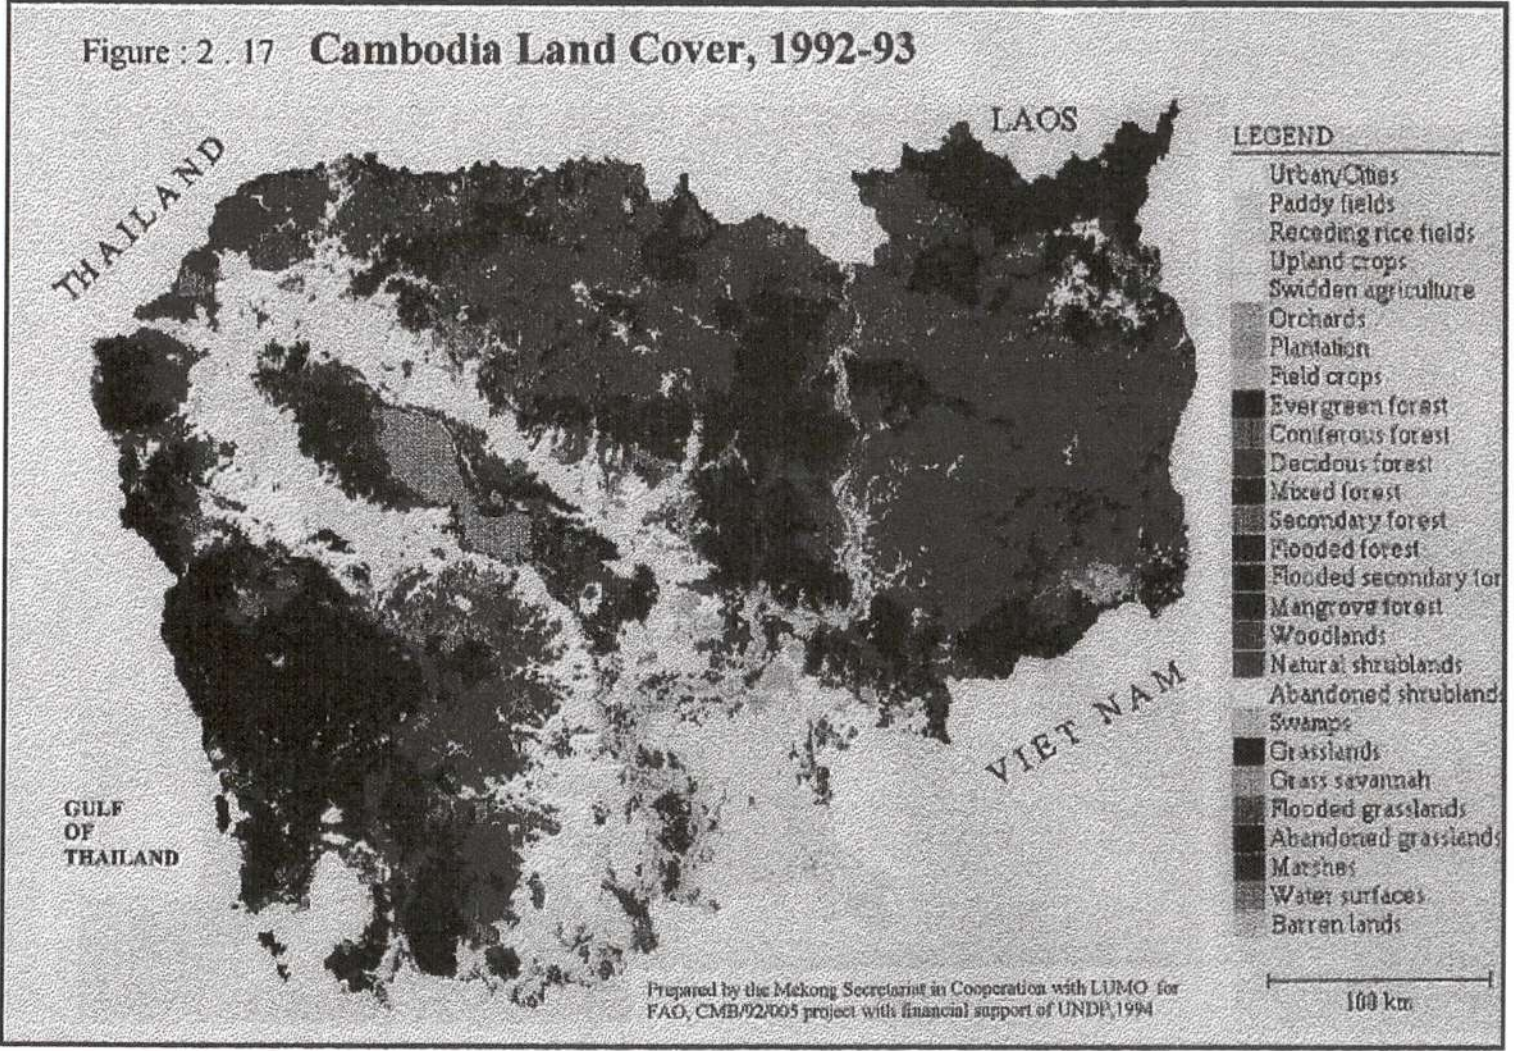 Figure : 2 . 17 Cambodia Land Cover, 1992-93
LAOS
THAILAND
LEGEND
Urban/Cities
Paddy fields
Receding rice fields
Upland crops
Swidden agriculture
Orchards
Plantation
Field crops
Evergreen forest
Coniferous forest
Decidous forest
Mixed forest
Secondary forest
Flooded forest
Flooded secondary for
Mangrove forest
Woodlands
Natural shrublands
Abandoned shrublands
Swamps
Grasslands
Grass savannah
Flooded grasslands
Abandoned grasslands
Marshes
Water surfaces
Barren lands
VIET NAM
GULF
OF
THAILAND
Prepared by the Mekong Secretariat in Cooperation with LUMO for
FAO, CMB/92/005 project with financial support of UNDP,1994
100 km